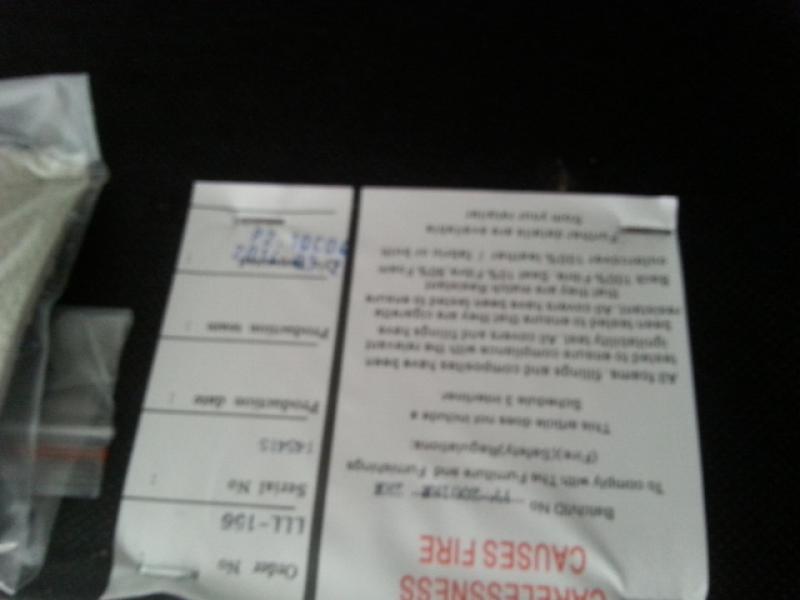 CARELESSNESS
CAUSES FIRE
Batch/ID No
To comply with The Furniture and Furnishings
(Fire)(Safety)Regulations:
This article does not include a
Schedule 3 interliner
All foams, fillings and composites have been
tested to ensure compliance with the relevant
ignitability test. All covers and fillings have
been tested to ensure that they are cigarette
resistant. All covers have been tested to ensure
that they are match Resistant
Back 100% Fibre, Seat 10% Fibre, 90% Foam
outercover 100% leather / fabric or both
Further details are available
from your retailer
Order No
LLL-156
Serial No
145415
Production date :
Production team :